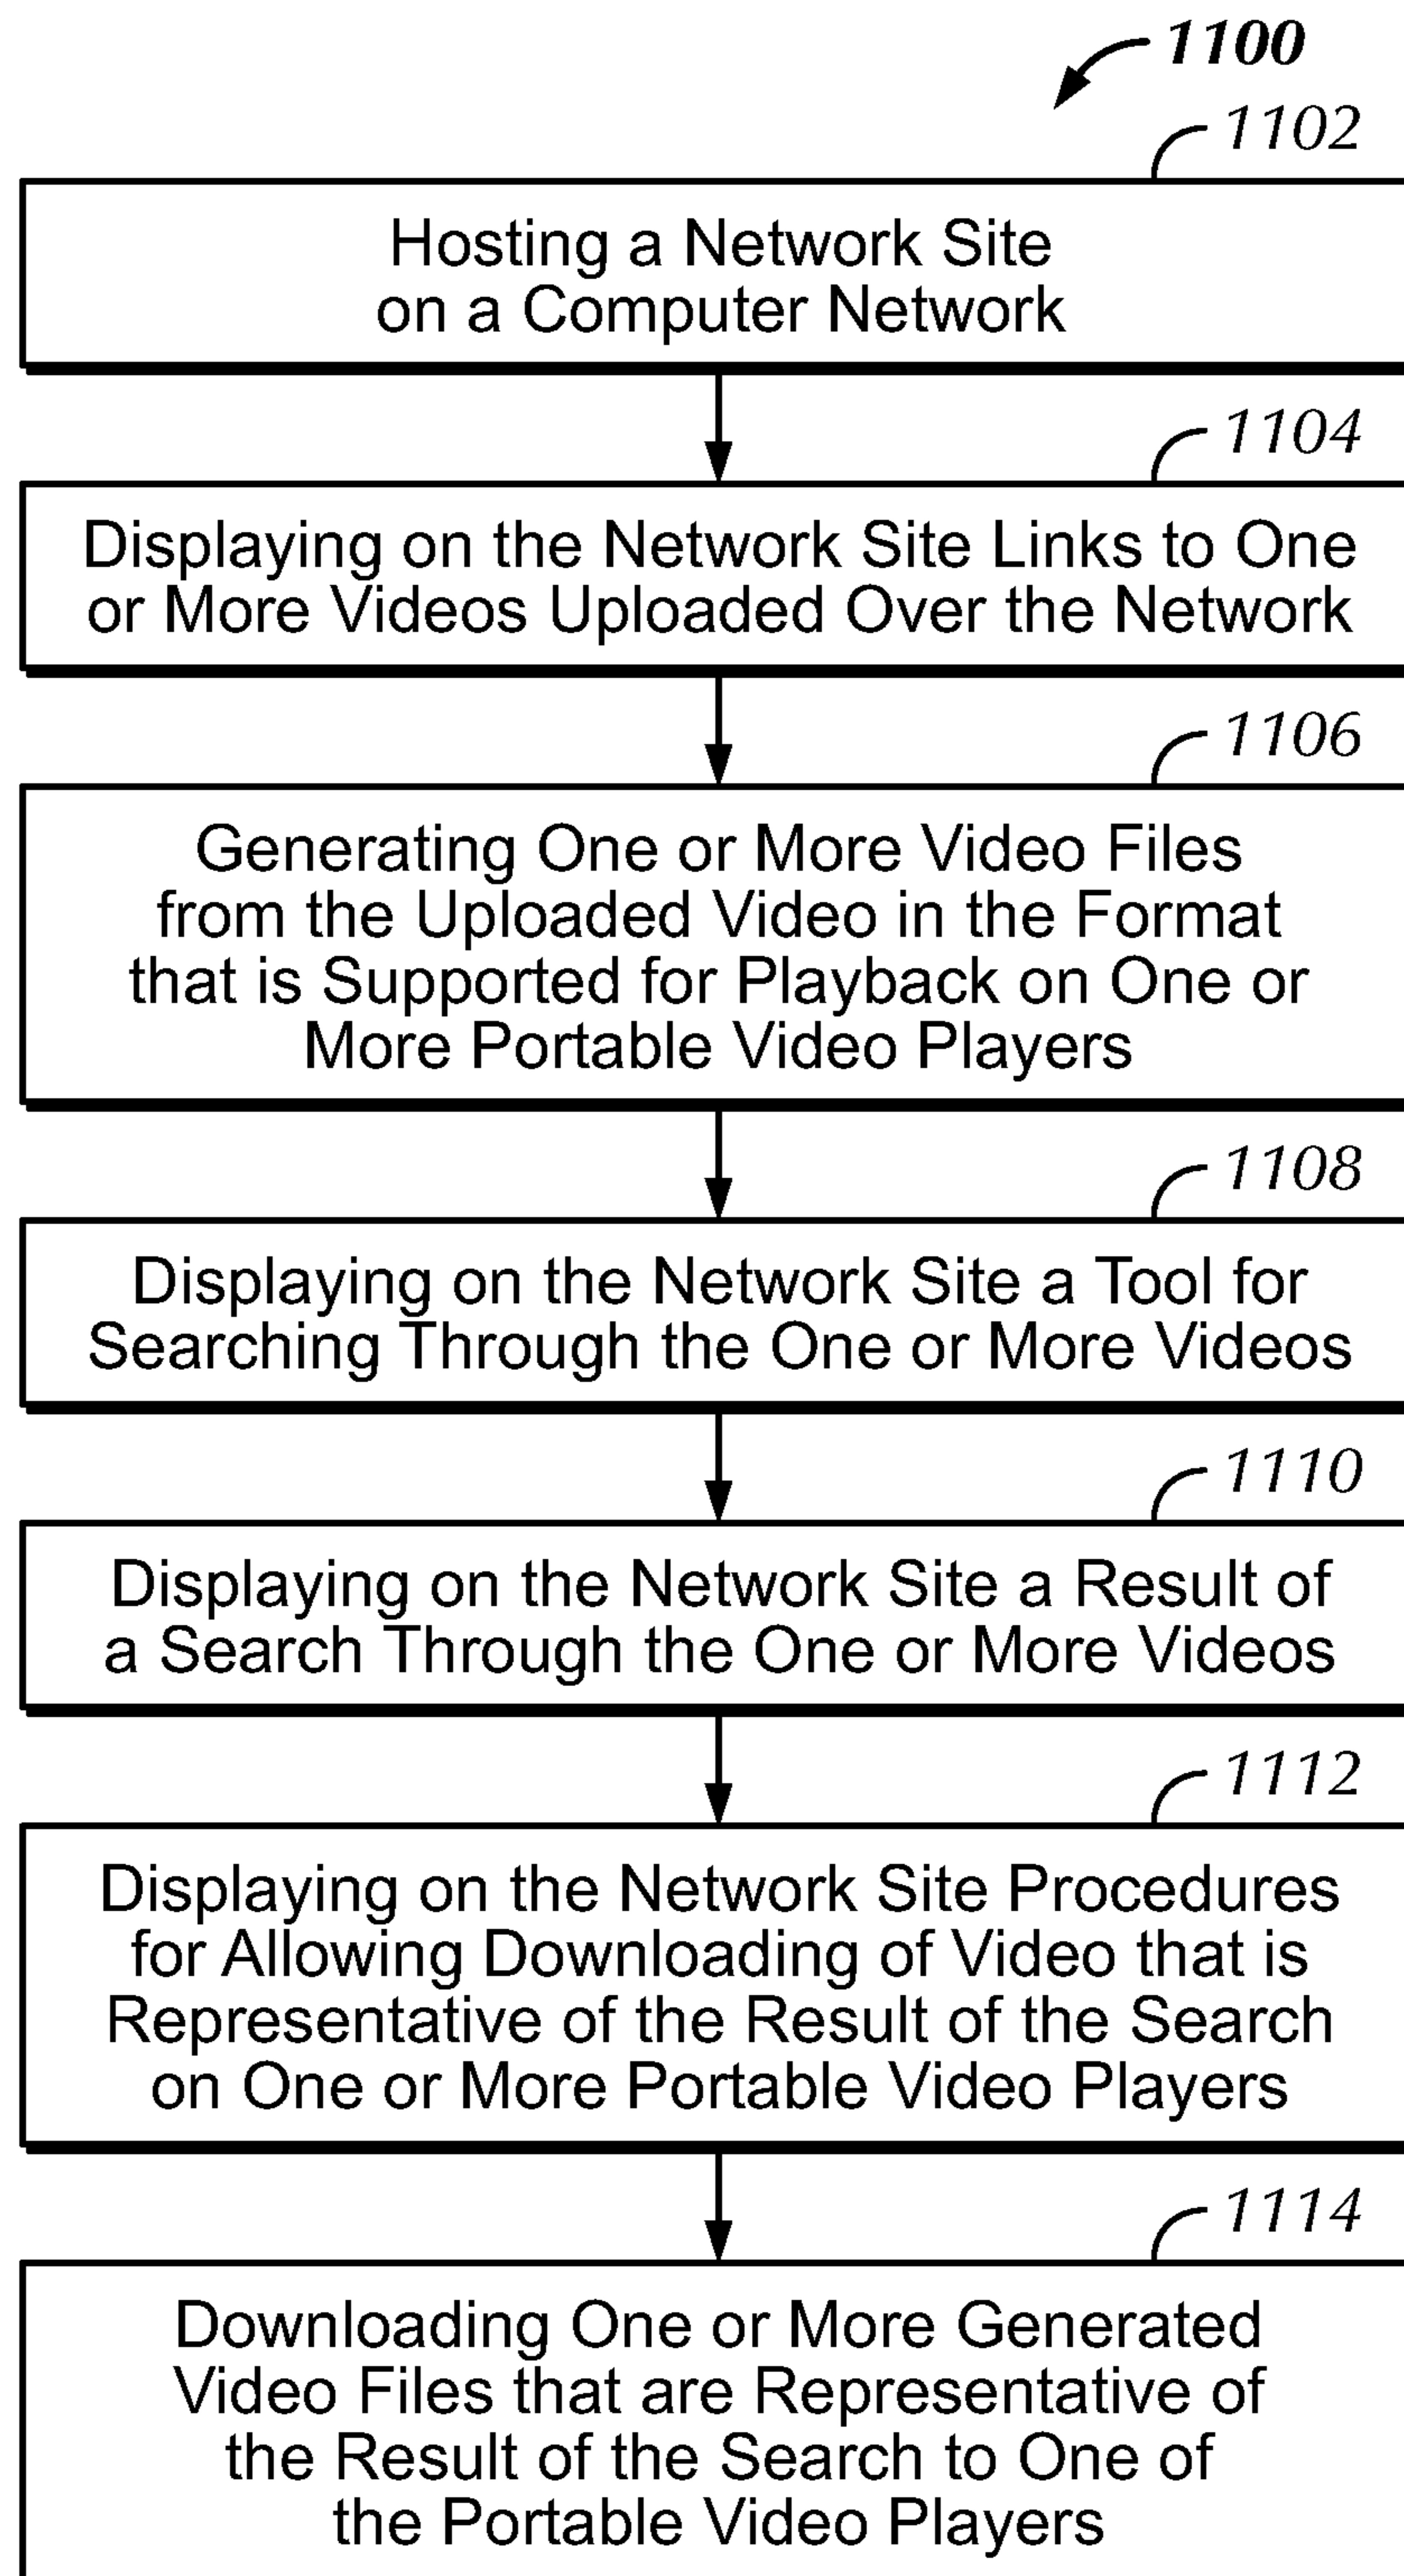 1100
1102
Hosting a Network Site
on a Computer Network
1104
Displaying on the Network Site Links to One
or More Videos Uploaded Over the Network
1106
Generating One or More Video Files
from the Uploaded Video in the Format
that is Supported for Playback on One or
More Portable Video Players
1108
Displaying on the Network Site a Tool for
Searching Through the One or More Videos
1110
Displaying on the Network Site a Result of
a Search Through the One or More Videos
1112
Displaying on the Network Site Procedures
for Allowing Downloading of Video that is
Representative of the Result of the Search
on One or More Portable Video Players
1114
Downloading One or More Generated
Video Files that are Representative of
the Result of the Search to One of
the Portable Video Players